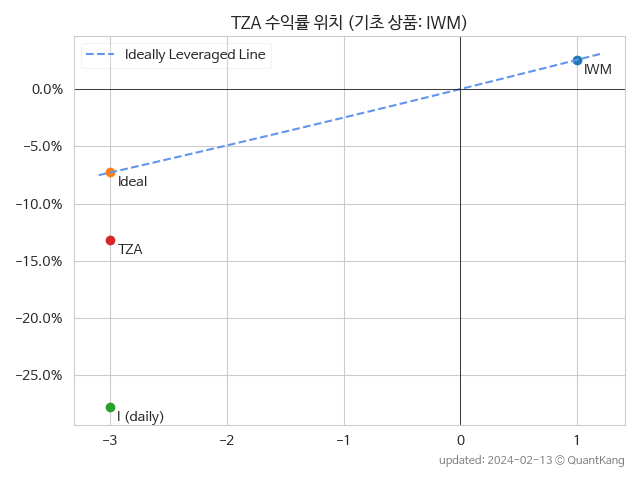 TZA 수익률 위치 (기초 상품: IWM)
Ideally Leveraged Line
IWM
0.0%
−5.0%
Ideal
−10.0%
TZA
−15.0%
−20.0%
−25.0%
I (daily)
−3
−2
−1
0
1
updated: 2024-02-13 © QuantKang